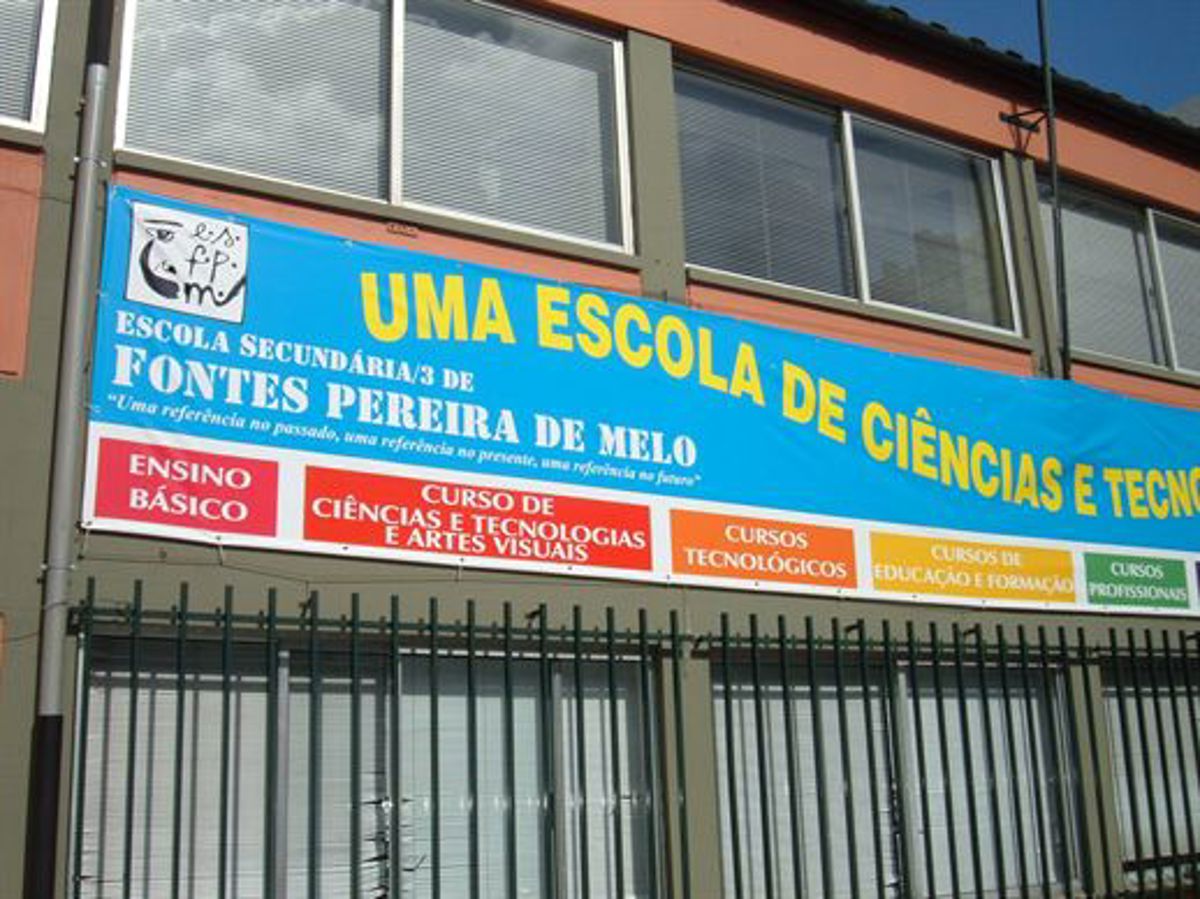 e.s.
f.p.
m.
UMA ESCOLA DE CIÊNCIAS E TECNO
ESCOLA SECUNDÁRIA/3 DE
FONTES PEREIRA DE MELO
"Uma referência no passado, uma referência no presente, uma referência no futuro"
ENSINO
BÁSICO
CURSO DE
CIÊNCIAS E TECNOLOGIAS
E ARTES VISUAIS
CURSOS
TECNOLÓGICOS
CURSOS DE
EDUCAÇÃO E FORMAÇÃO
CURSOS
PROFISSIONAIS